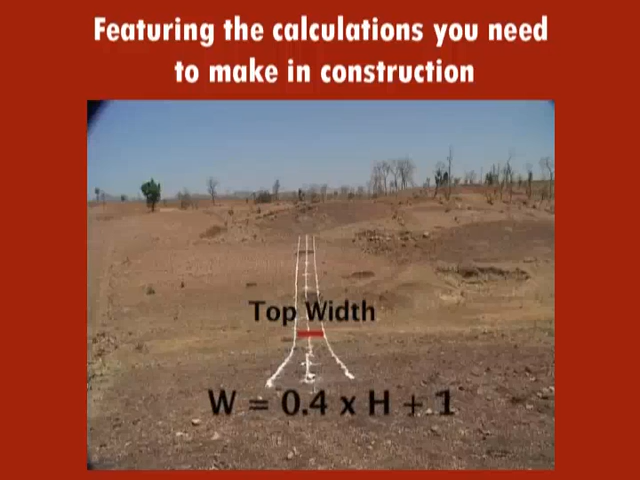 Featuring the calculations you need
to make in construction
Top Width
W = 0.4 x H + 1